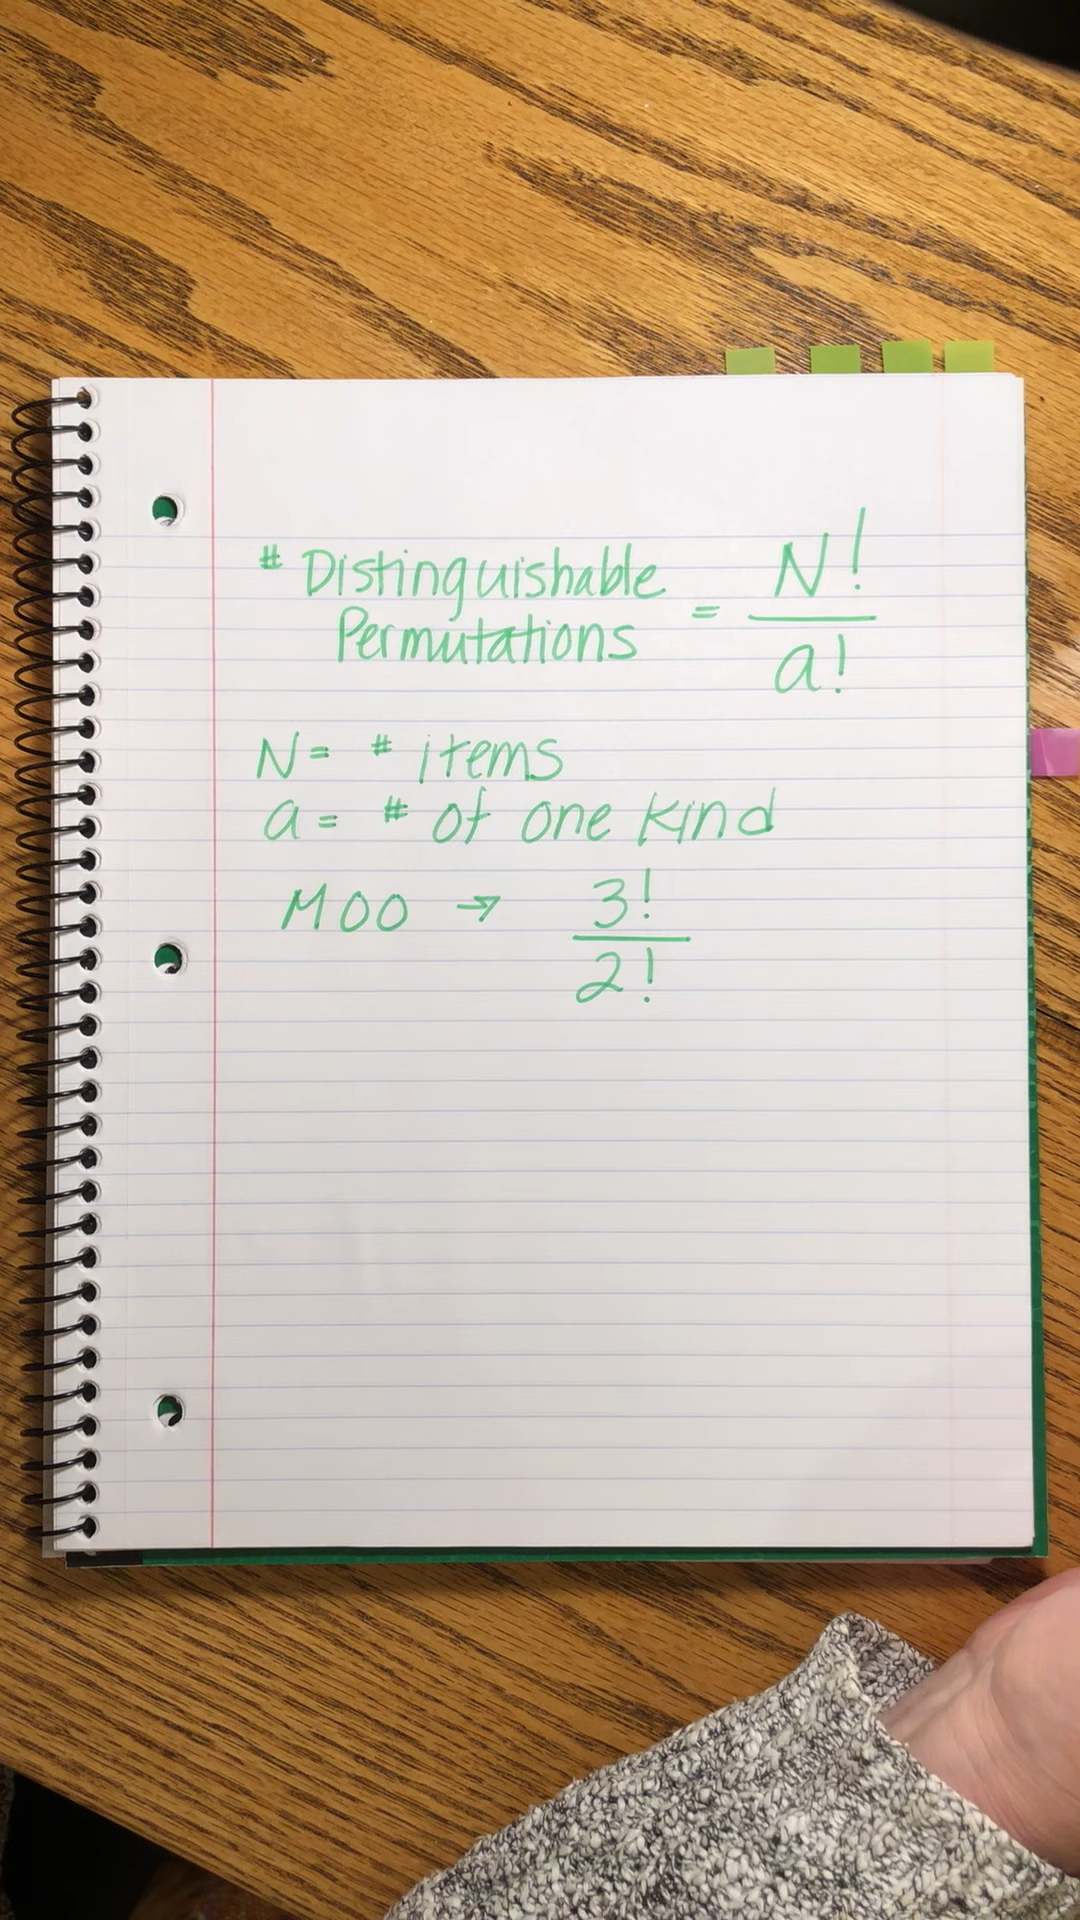 # Distinguishable Permutations = N! / a!
N = # items
a = # of one kind
MOO → 3! / 2!